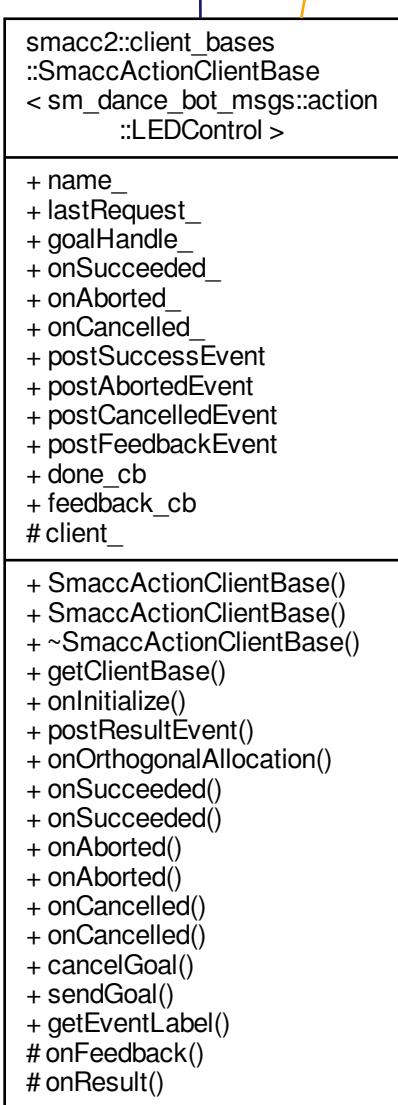 smacc2::client_bases
::SmaccActionClientBase
< sm_dance_bot_msgs::action
::LEDControl >
+ name_
+ lastRequest_
+ goalHandle_
+ onSucceeded_
+ onAborted_
+ onCancelled_
+ postSuccessEvent
+ postAbortedEvent
+ postCancelledEvent
+ postFeedbackEvent
+ done_cb
+ feedback_cb
# client_
+ SmaccActionClientBase()
+ SmaccActionClientBase()
+ ~SmaccActionClientBase()
+ getClientBase()
+ onInitialize()
+ postResultEvent()
+ onOrthogonalAllocation()
+ onSucceeded()
+ onSucceeded()
+ onAborted()
+ onAborted()
+ onCancelled()
+ onCancelled()
+ cancelGoal()
+ sendGoal()
+ getEventLabel()
# onFeedback()
# onResult()